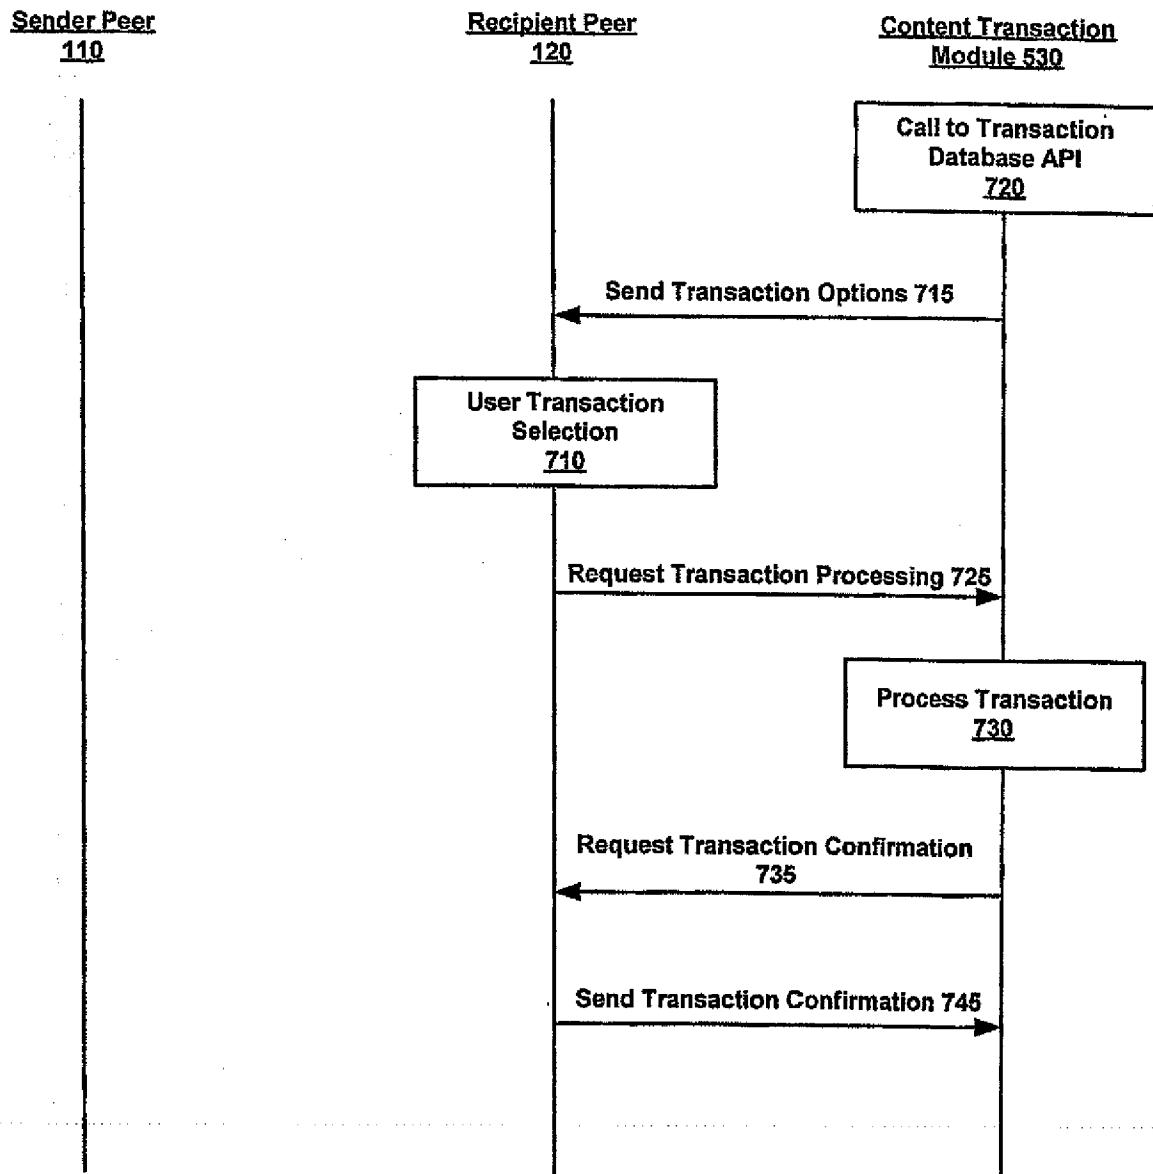 Sender Peer
110
Recipient Peer
120
Content Transaction
Module 530
Call to Transaction
Database API
720
Send Transaction Options 715
User Transaction
Selection
710
Request Transaction Processing 725
Process Transaction
730
Request Transaction Confirmation
735
Send Transaction Confirmation 745